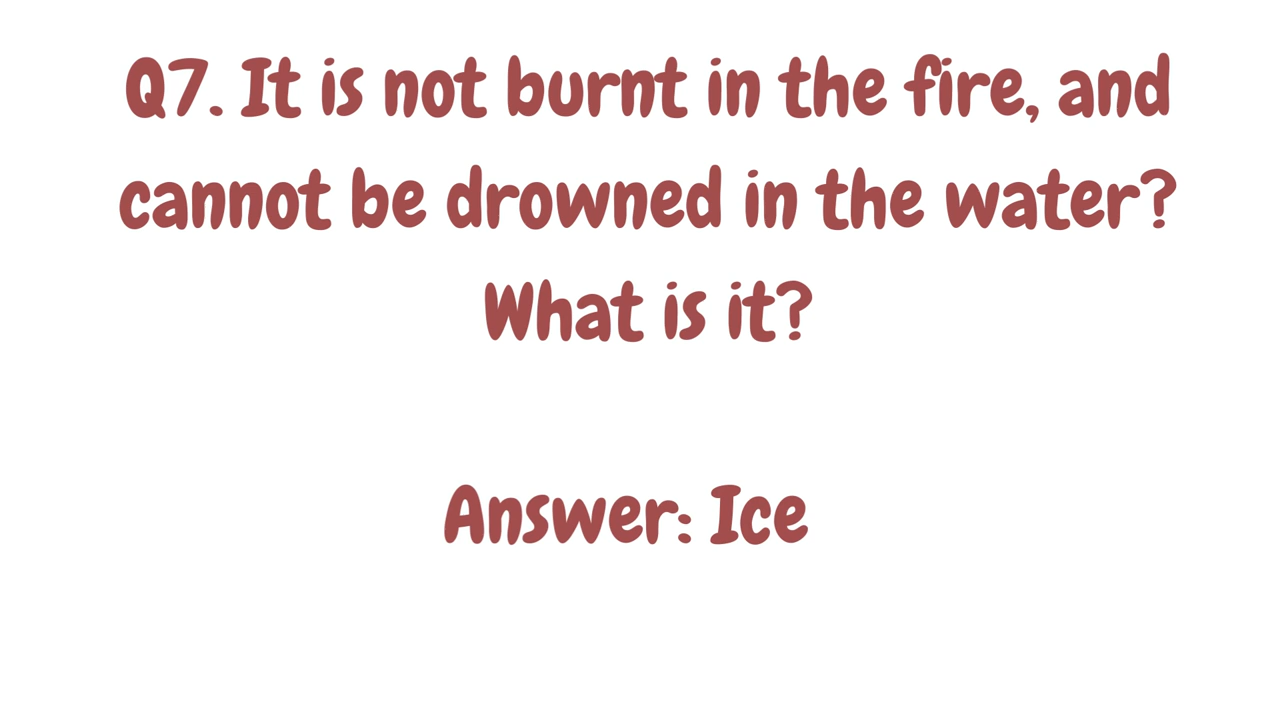 Q7. It is not burnt in the fire, and
cannot be drowned in the water?
What is it?
Answer: Ice